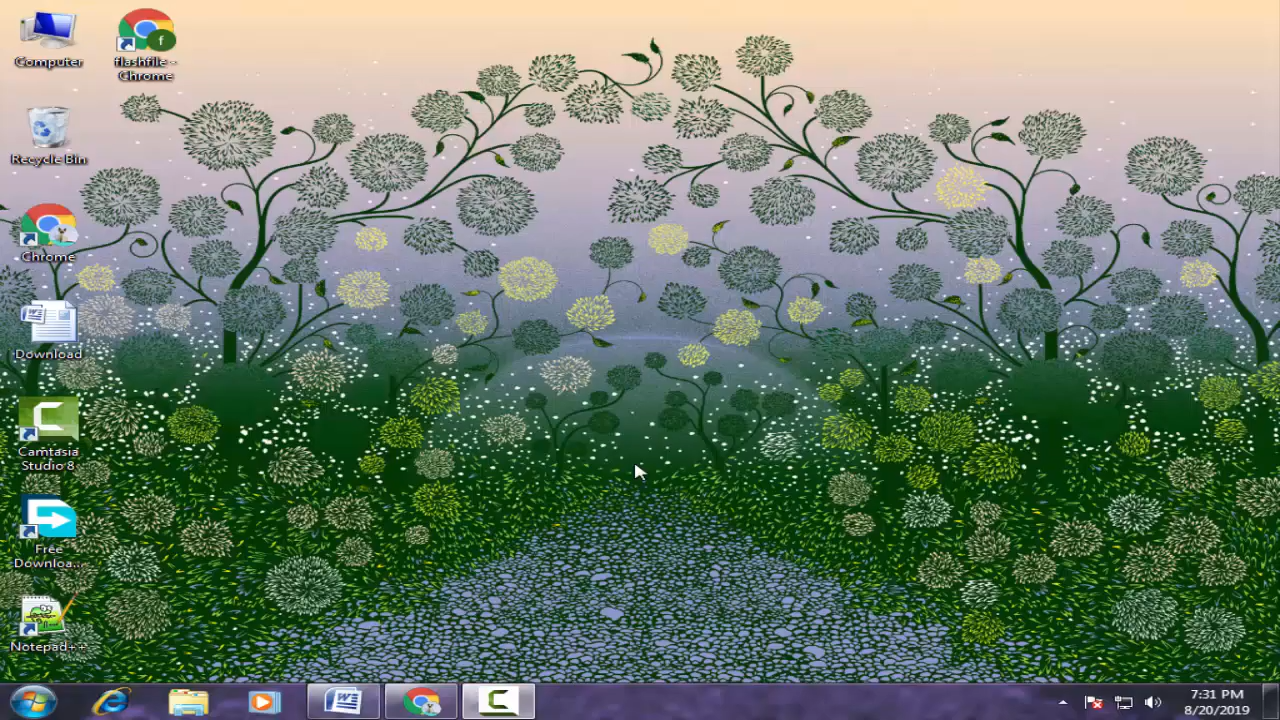 Computer
flashfile -
Chrome
Recycle Bin
Chrome
Download
Camtasia
Studio 8
Free
Downloa...
Notepad++
7:31 PM
8/20/2019